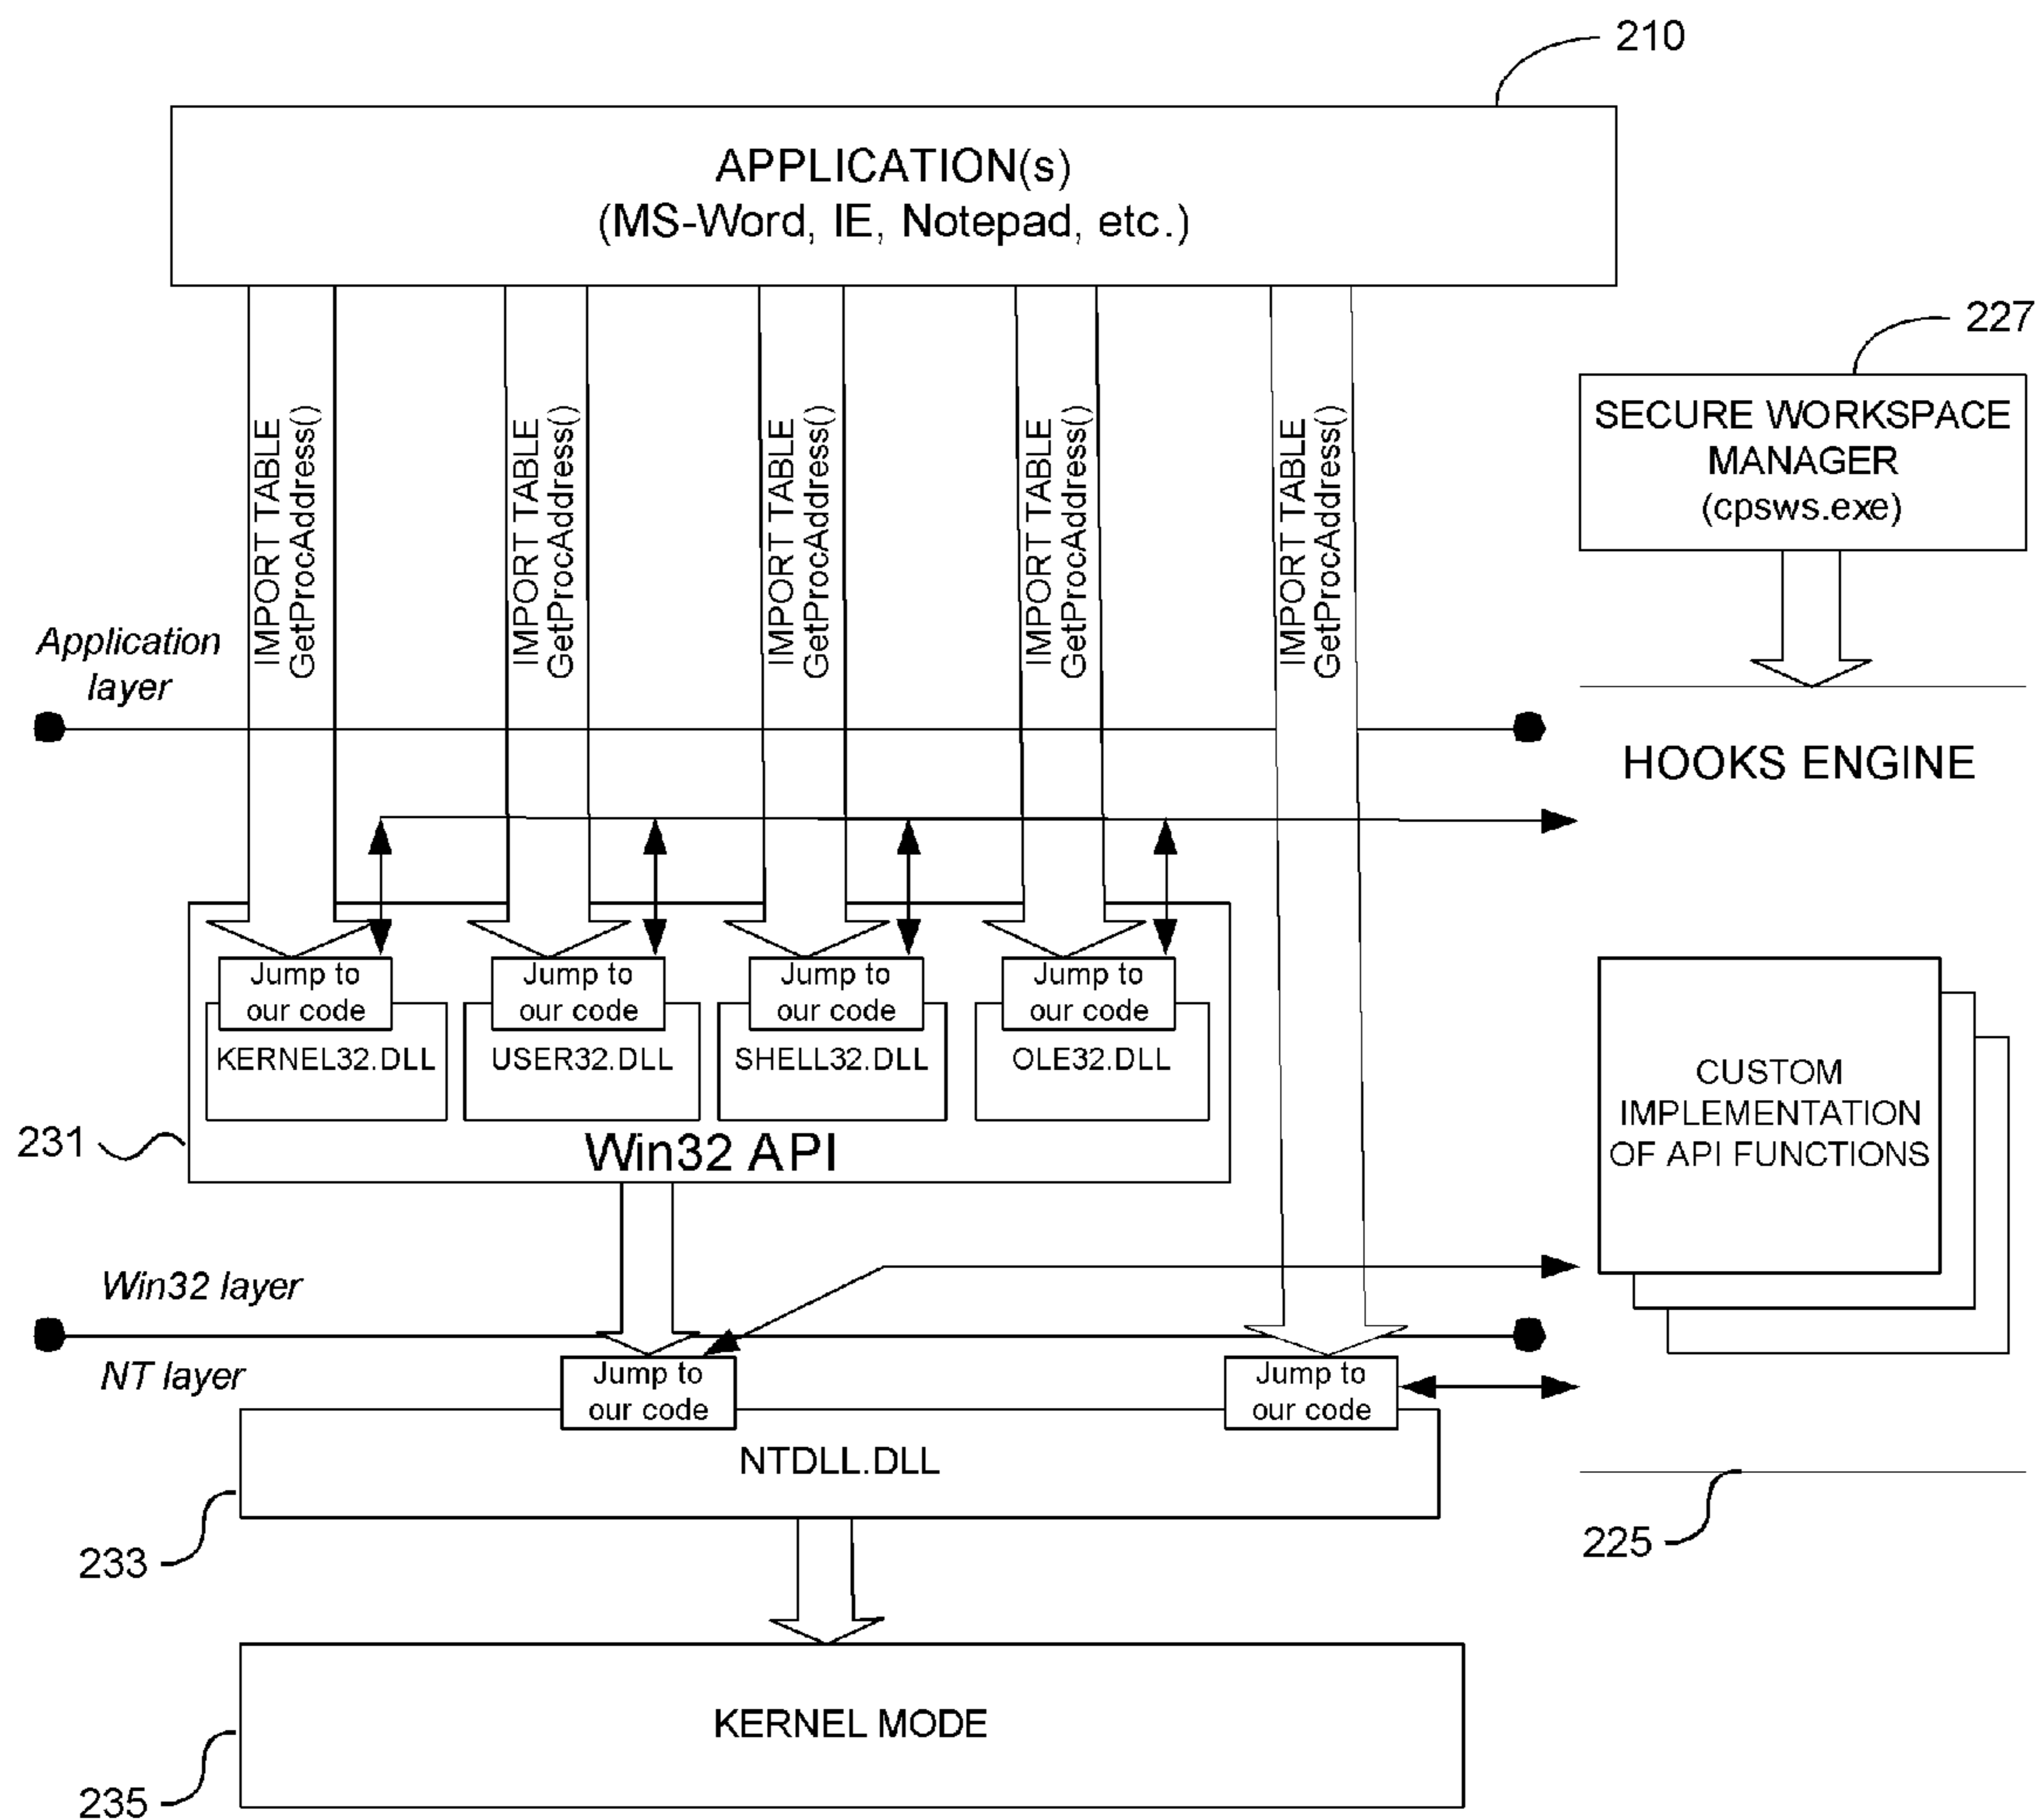 210
APPLICATION(s)
(MS-Word, IE, Notepad, etc.)
227
SECURE WORKSPACE
MANAGER
(cpsws.exe)
IMPORT TABLE
GetProcAddress()
IMPORT TABLE
GetProcAddress()
IMPORT TABLE
GetProcAddress()
IMPORT TABLE
GetProcAddress()
IMPORT TABLE
GetProcAddress()
Application
layer
HOOKS ENGINE
Jump to
our code
KERNEL32.DLL
Jump to
our code
USER32.DLL
Jump to
our code
SHELL32.DLL
Jump to
our code
OLE32.DLL
231
Win32 API
CUSTOM
IMPLEMENTATION
OF API FUNCTIONS
Win32 layer
NT layer
Jump to
our code
Jump to
our code
NTDLL.DLL
233
225
KERNEL MODE
235